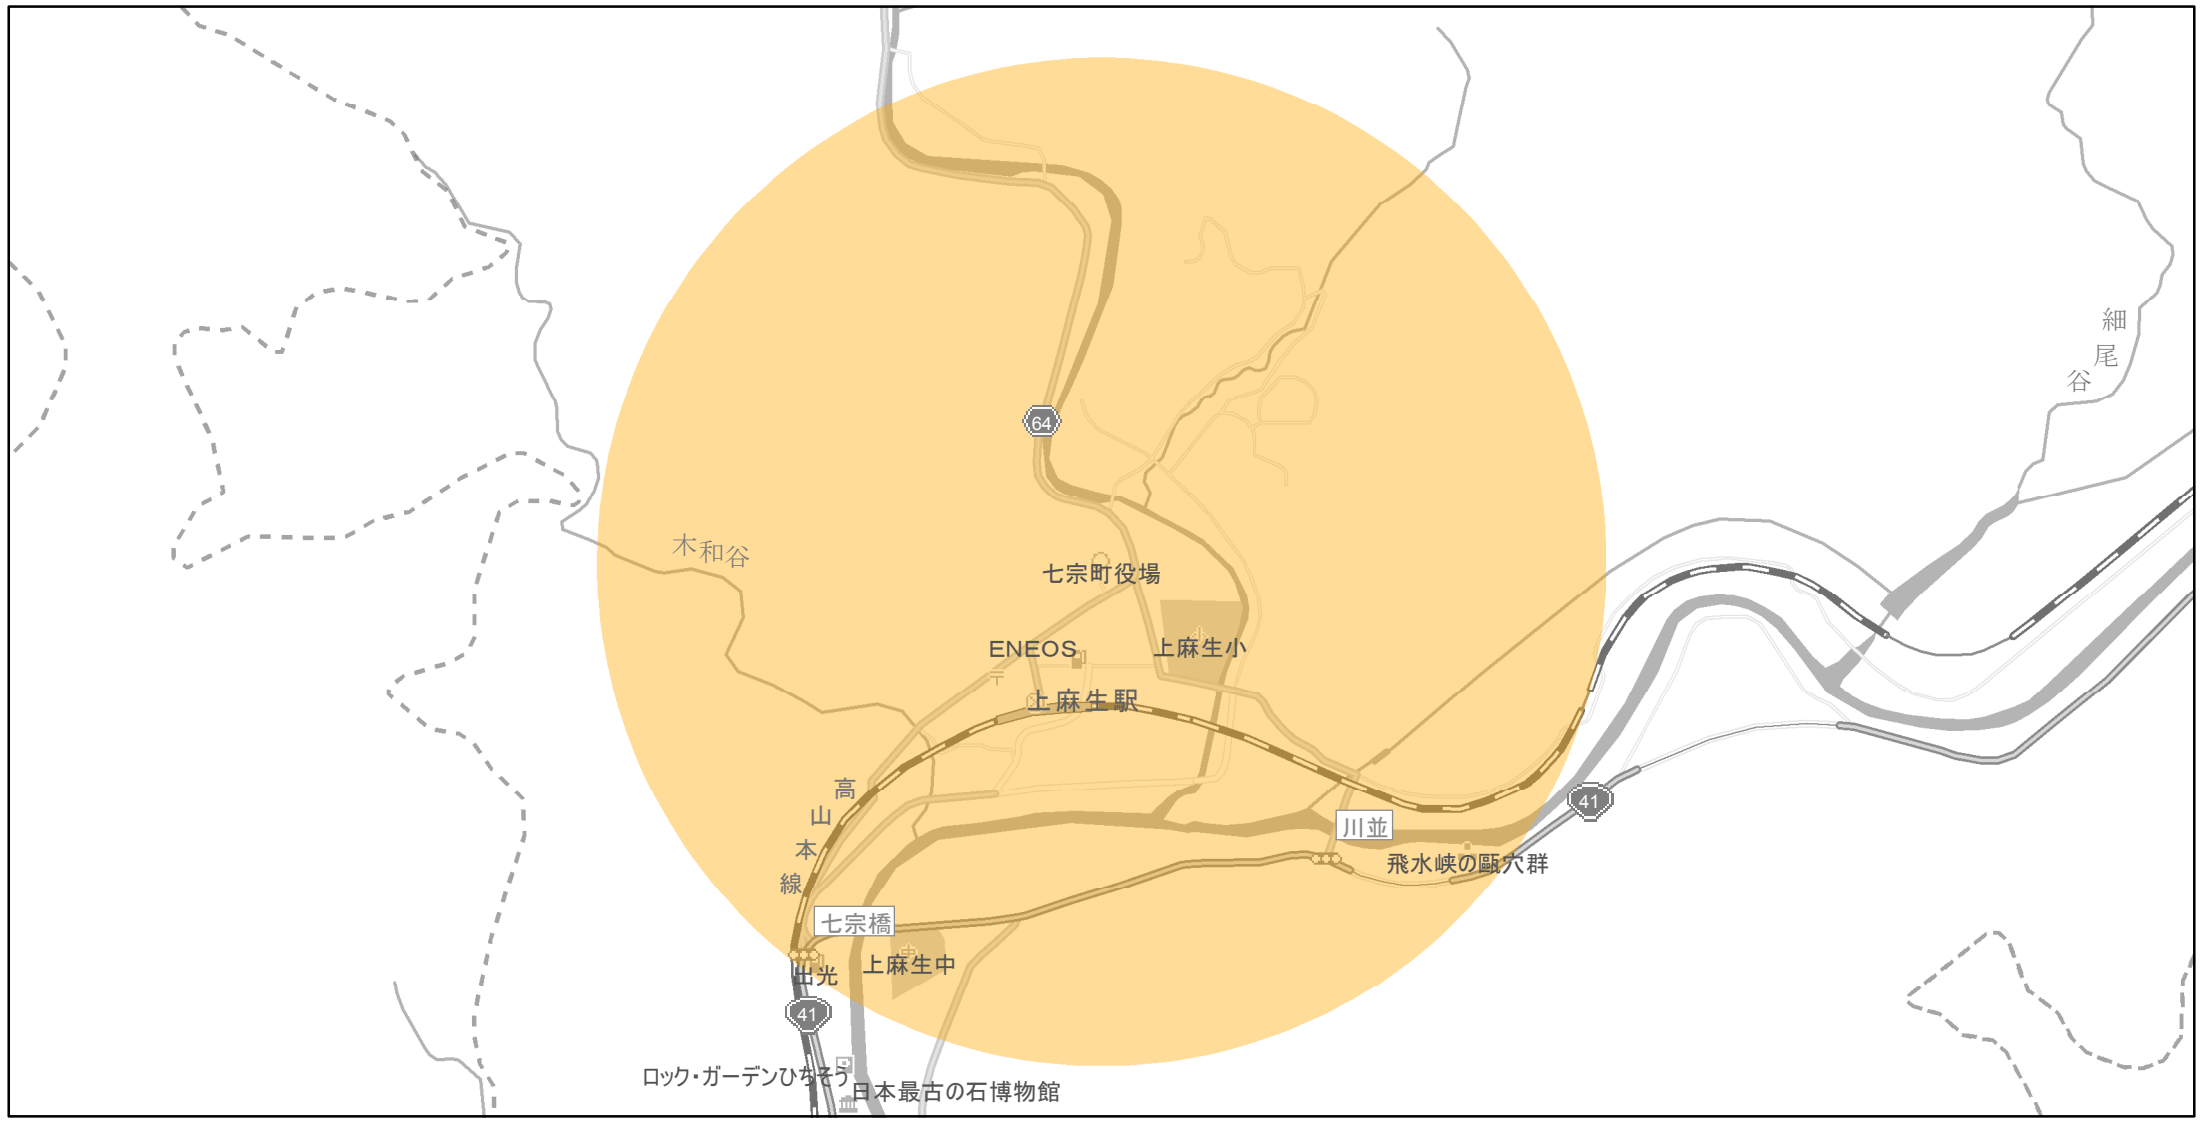 細尾谷
64
木和谷
七宗町役場
ENEOS
上麻生小
〒
上麻生駅
高山本線
41
川並
飛水峡の甌穴群
七宗橋
上麻生中
出光
41
ロック・ガーデンひちそう
日本最古の石博物館